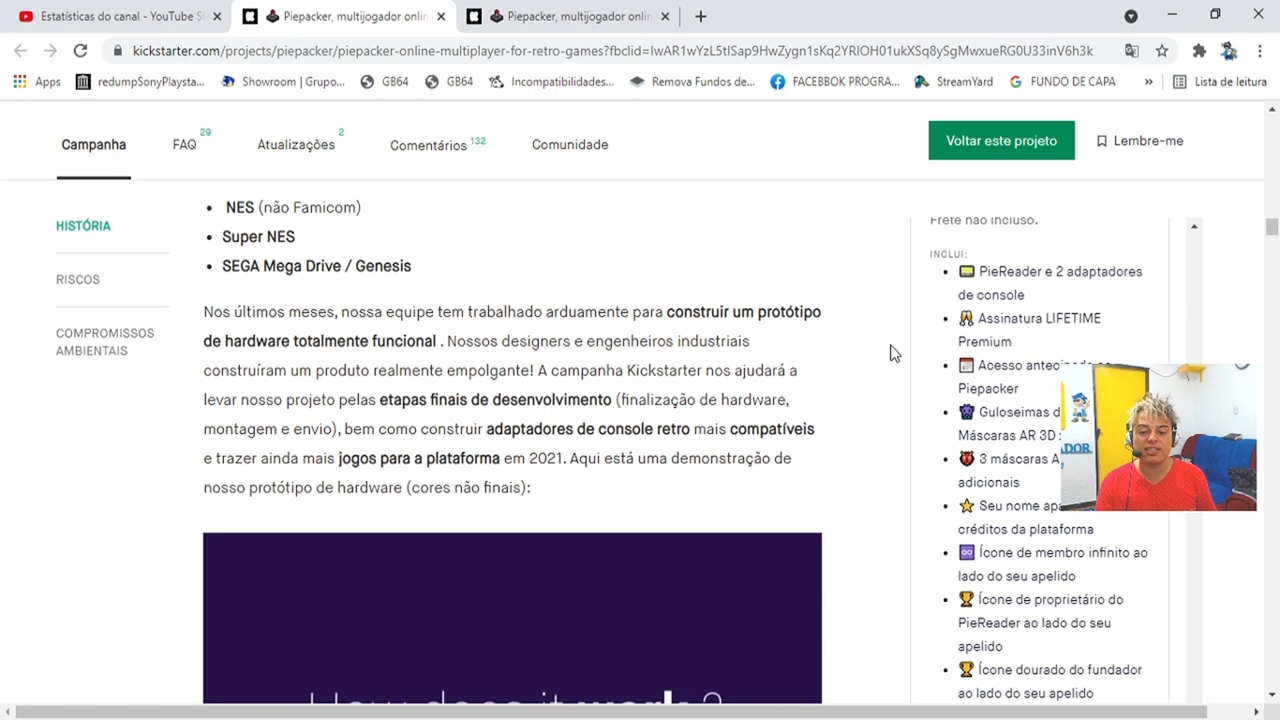 Estatísticas do canal - YouTube S
Piepacker, multijogador onlin
Piepacker, multijogador online
kickstarter.com/projects/piepacker/piepacker-online-multiplayer-for-retro-games?fbclid=IwAR1wYzL5tISap9HwZygn1sKq2YRIOH01ukXSq8ySgMwxueRG0U33inV6h3k
Apps
redumpSonyPlaysta...
Showroom | Grupo...
GB64
GB64
Incompatibilidades...
Remova Fundos de...
FACEBBOK PROGRA...
StreamYard
FUNDO DE CAPA
»
Lista de leitura
Campanha
FAQ 29
Atualizações 2
Comentários 132
Comunidade
Voltar este projeto
Lembre-me
HISTÓRIA
RISCOS
COMPROMISSOS
AMBIENTAIS
• NES (não Famicom)
• Super NES
• SEGA Mega Drive / Genesis
Nos últimos meses, nossa equipe tem trabalhado arduamente para construir um protótipo
de hardware totalmente funcional . Nossos designers e engenheiros industriais
construíram um produto realmente empolgante! A campanha Kickstarter nos ajudará a
levar nosso projeto pelas etapas finais de desenvolvimento (finalização de hardware,
montagem e envio), bem como construir adaptadores de console retro mais compatíveis
e trazer ainda mais jogos para a plataforma em 2021. Aqui está uma demonstração de
nosso protótipo de hardware (cores não finais):
How does it work ?
Frete não incluso.
INCLUI:
• PieReader e 2 adaptadores
de console
• Assinatura LIFETIME
Premium
• Acesso
Piepacker
• Guloseimas
Máscaras AR 3D
• 3 máscaras
adicionais
• Seu nome
créditos da plataforma
• Ícone de membro infinito ao
lado do seu apelido
• Ícone de proprietário do
PieReader ao lado do seu
apelido
• Ícone dourado do fundador
ao lado do seu apelido